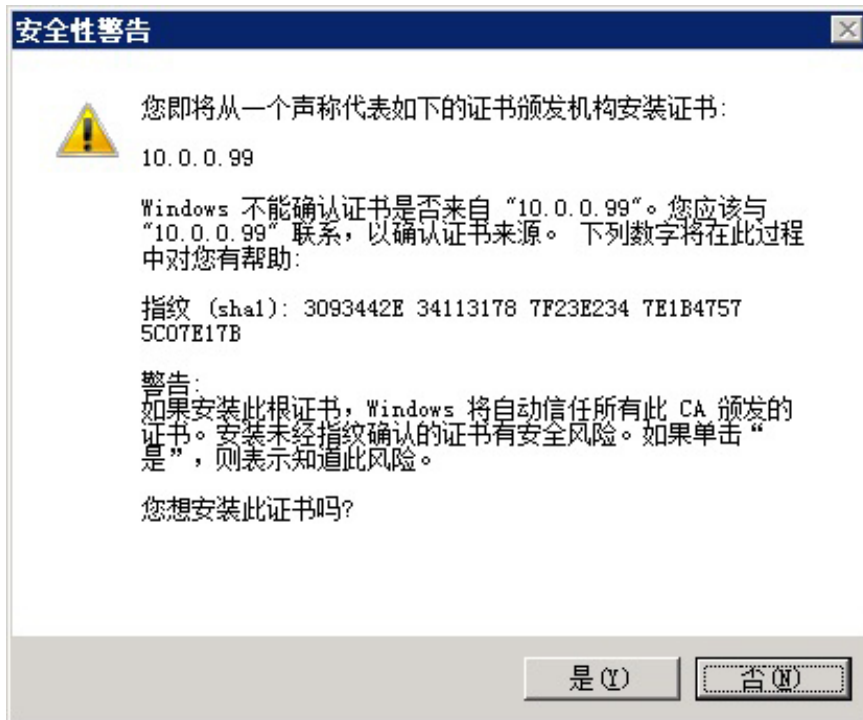 安全性警告
您即将从一个声称代表如下的证书颁发机构安装证书:
10.0.0.99
Windows 不能确认证书是否来自 "10.0.0.99"。您应该与
"10.0.0.99" 联系，以确认证书来源。 下列数字将在此过程
中对您有帮助:
指纹 (sha1): 3093442E 34113178 7F23E234 7E1B4757
5C07E17B
警告:
如果安装此根证书，Windows 将自动信任所有此 CA 颁发的
证书。安装未经指纹确认的证书有安全风险。如果单击“
是”，则表示知道此风险。
您想安装此证书吗?
是(Y)
否(N)